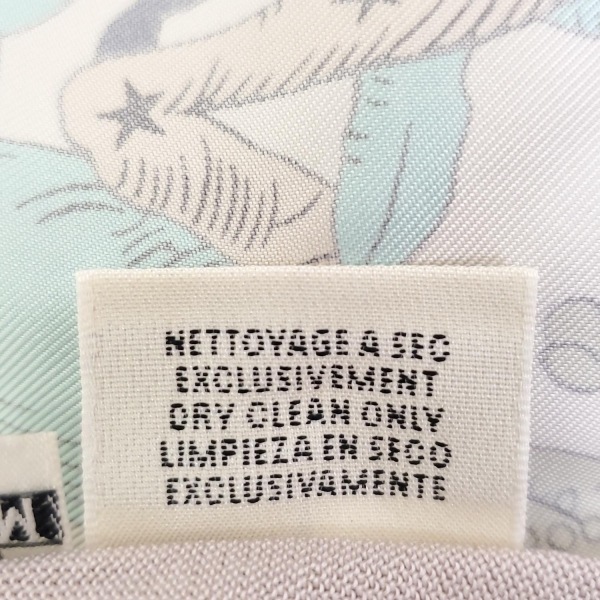 NETTOYAGE A SEC
EXCLUSIVEMENT
DRY CLEAN ONLY
LIMPIEZA EN SECO
EXCLUSIVAMENTE